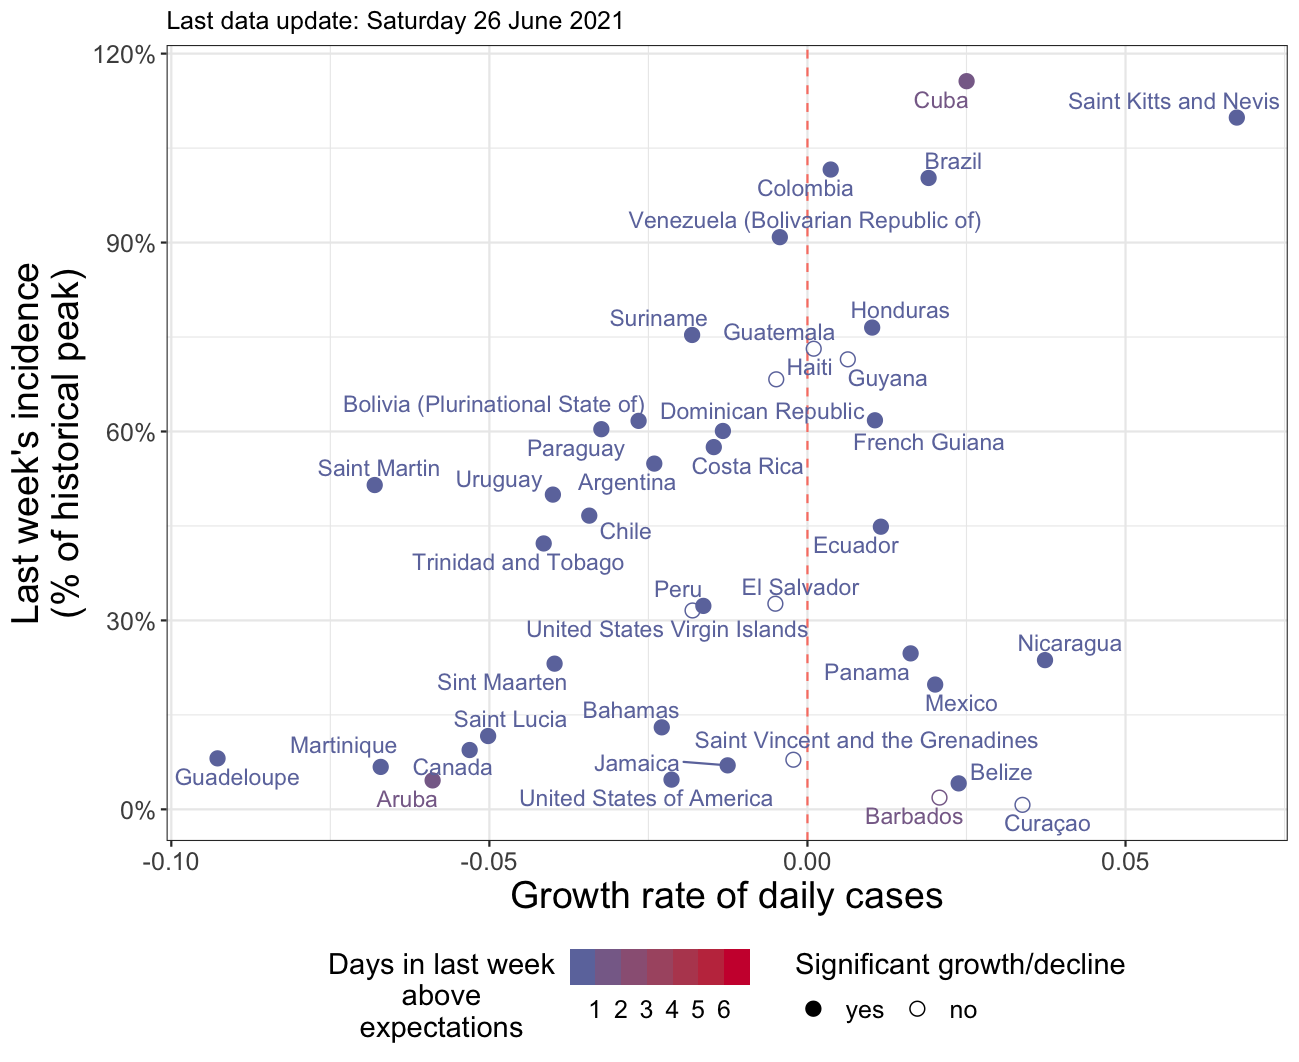 Last data update: Saturday 26 June 2021
120%
90%
60%
30%
0%
Last week's incidence
(% of historical peak)
Cuba
Saint Kitts and Nevis
Brazil
Colombia
Venezuela (Bolivarian Republic of)
Honduras
Suriname
Guatemala
Haiti
Guyana
Bolivia (Plurinational State of)
Dominican Republic
French Guiana
Paraguay
Costa Rica
Saint Martin
Uruguay
Argentina
Chile
Ecuador
Trinidad and Tobago
Peru
El Salvador
United States Virgin Islands
Nicaragua
Panama
Sint Maarten
Mexico
Bahamas
Saint Lucia
Saint Vincent and the Grenadines
Martinique
Canada
Jamaica
Belize
Guadeloupe
Aruba
United States of America
Barbados
Curaçao
-0.10
-0.05
0.00
0.05
Growth rate of daily cases
Days in last week
above
expectations
1 2 3 4 5 6
Significant growth/decline
yes
no